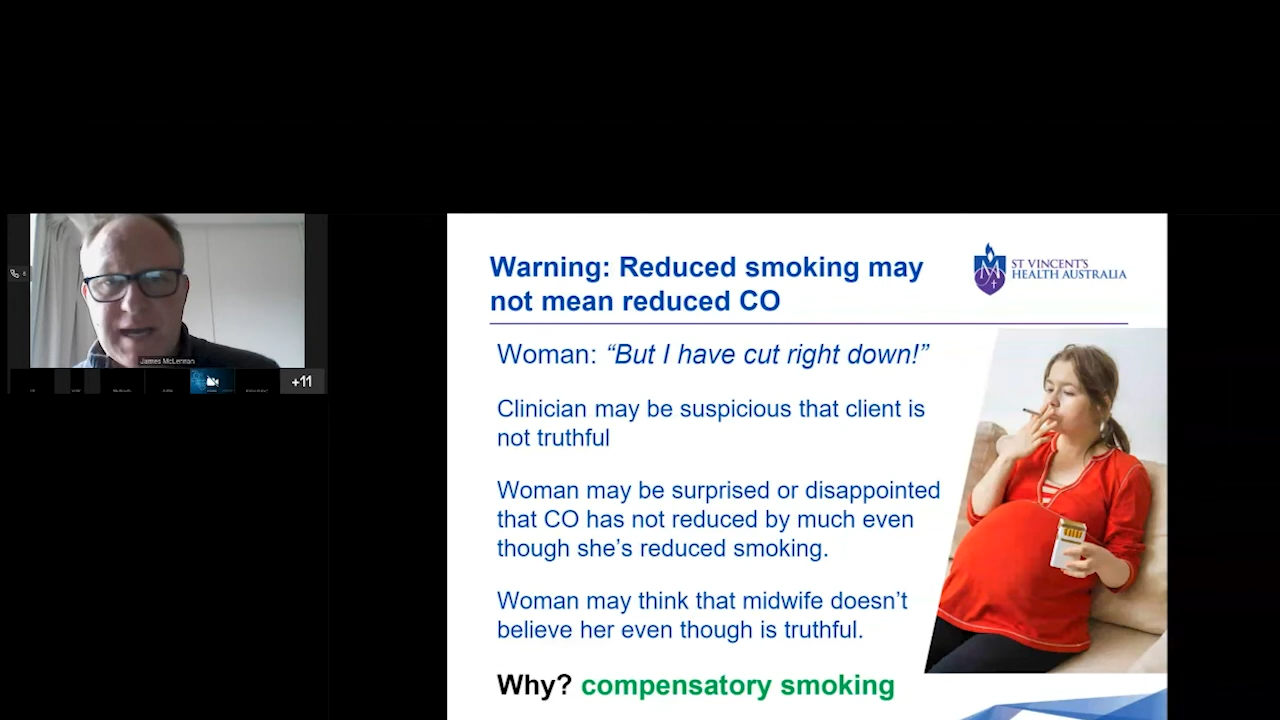 James McLennan
+11
Warning: Reduced smoking may
not mean reduced CO
ST VINCENT'S
HEALTH AUSTRALIA
Woman: “But I have cut right down!”
Clinician may be suspicious that client is
not truthful
Woman may be surprised or disappointed
that CO has not reduced by much even
though she’s reduced smoking.
Woman may think that midwife doesn’t
believe her even though is truthful.
Why? compensatory smoking